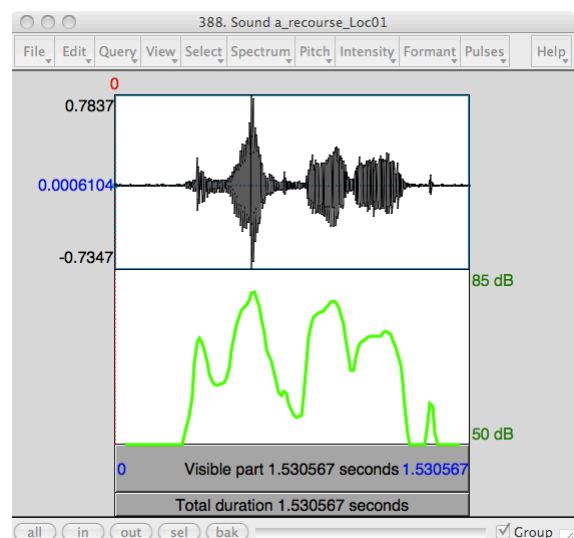 388. Sound a_recourse_Loc01
File Edit Query View Select Spectrum Pitch Intensity Formant Pulses Help
0
0.7837
0.0006104
-0.7347
85 dB
50 dB
0 Visible part 1.530567 seconds 1.530567
Total duration 1.530567 seconds
all in out sel bak Group